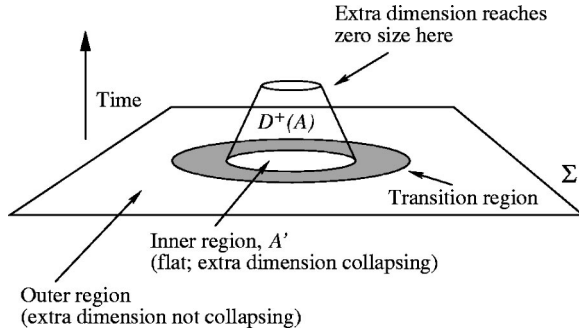 Extra dimension reaches
zero size here
Time
D⁺(A)
Σ
Transition region
Inner region, A'
(flat; extra dimension collapsing)
Outer region
(extra dimension not collapsing)